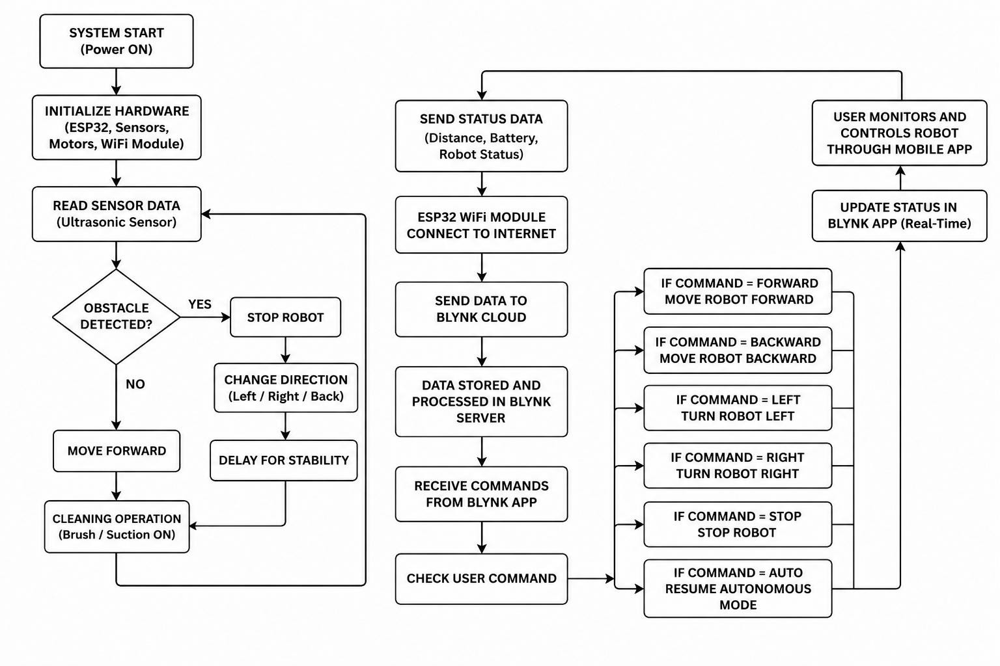 SYSTEM START
(Power ON)
INITIALIZE HARDWARE
(ESP32, Sensors,
Motors, WiFi Module)
READ SENSOR DATA
(Ultrasonic Sensor)
OBSTACLE
DETECTED?
YES
NO
STOP ROBOT
CHANGE DIRECTION
(Left / Right / Back)
DELAY FOR STABILITY
MOVE FORWARD
CLEANING OPERATION
(Brush / Suction ON)
SEND STATUS DATA
(Distance, Battery,
Robot Status)
ESP32 WiFi MODULE
CONNECT TO INTERNET
SEND DATA TO
BLYNK CLOUD
DATA STORED AND
PROCESSED IN BLYNK
SERVER
RECEIVE COMMANDS
FROM BLYNK APP
CHECK USER COMMAND
IF COMMAND = FORWARD
MOVE ROBOT FORWARD
IF COMMAND = BACKWARD
MOVE ROBOT BACKWARD
IF COMMAND = LEFT
TURN ROBOT LEFT
IF COMMAND = RIGHT
TURN ROBOT RIGHT
IF COMMAND = STOP
STOP ROBOT
IF COMMAND = AUTO
RESUME AUTONOMOUS
MODE
UPDATE STATUS IN
BLYNK APP (Real-Time)
USER MONITORS AND
CONTROLS ROBOT
THROUGH MOBILE APP